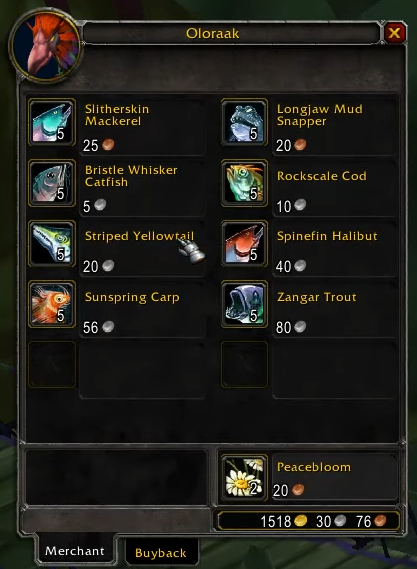 Oloraak
Slitherskin
Mackerel
5
25
Longjaw Mud
Snapper
5
20
Bristle Whisker
Catfish
5
5
Rockscale Cod
5
10
Striped Yellowtail
5
20
Spinefin Halibut
5
40
Sunspring Carp
5
56
Zangar Trout
5
80
Peacebloom
2
20
1518 30 76
Merchant
Buyback